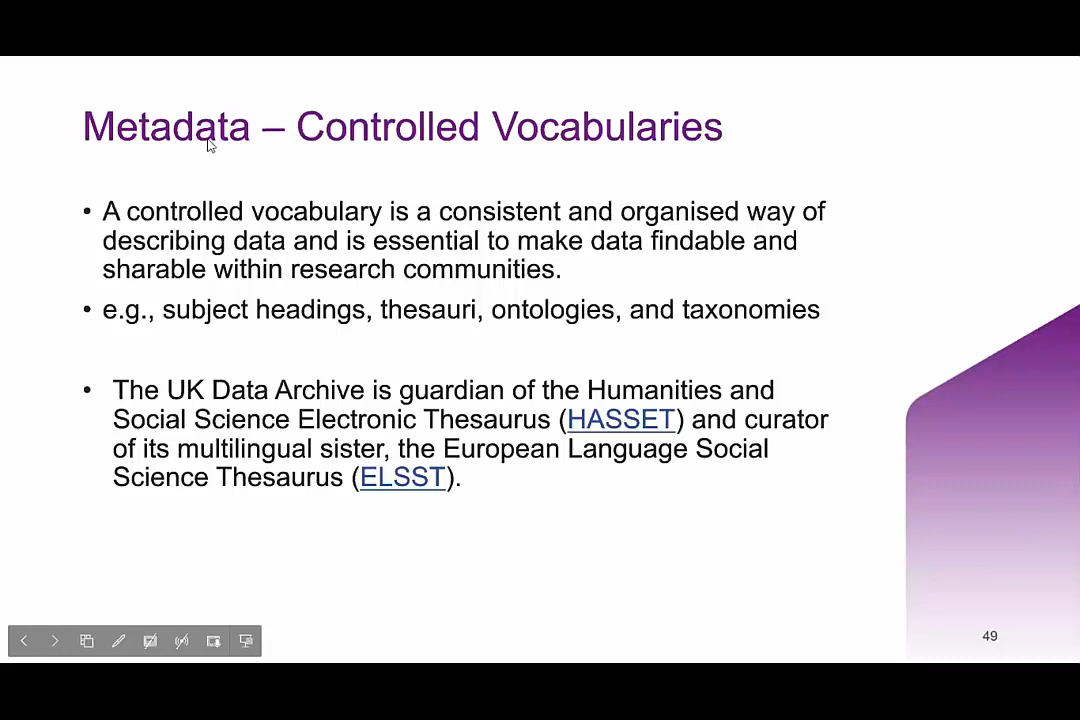 Metadata – Controlled Vocabularies
• A controlled vocabulary is a consistent and organised way of
describing data and is essential to make data findable and
sharable within research communities.
• e.g., subject headings, thesauri, ontologies, and taxonomies
• The UK Data Archive is guardian of the Humanities and
Social Science Electronic Thesaurus (HASSET) and curator
of its multilingual sister, the European Language Social
Science Thesaurus (ELSST).
49